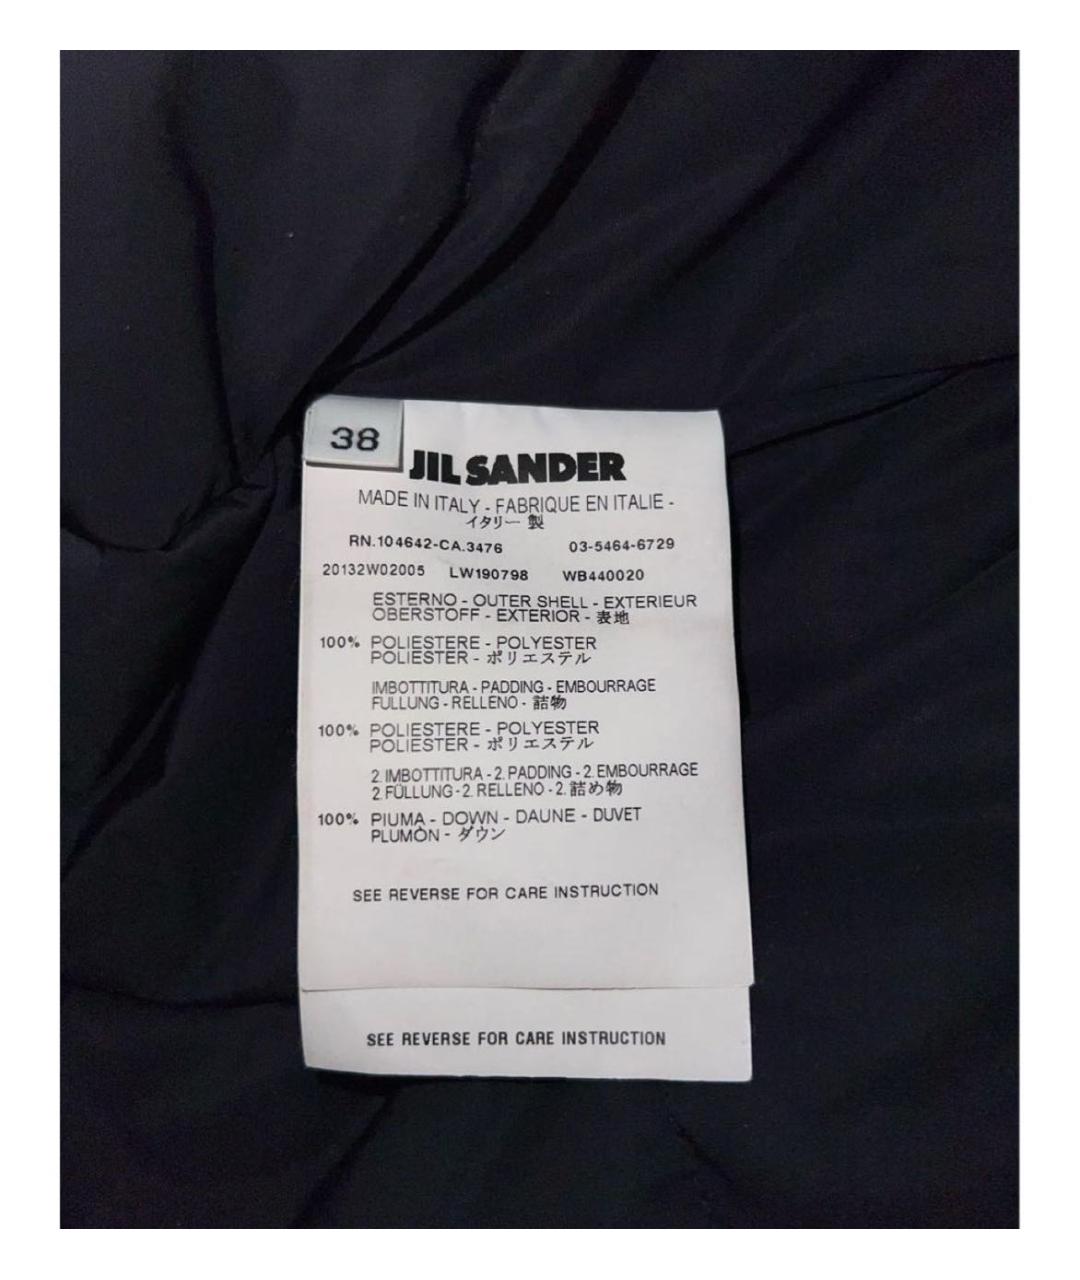 38
JIL SANDER
MADE IN ITALY - FABRIQUE EN ITALIE -
イタリー 製
RN.104642-CA.3476 03-5464-6729
20132W02005 LW190798 WB440020
ESTERNO - OUTER SHELL - EXTERIEUR
OBERSTOFF - EXTERIOR - 表地
100% POLIESTERE - POLYESTER
POLIESTER - ポリエステル
IMBOTTITURA - PADDING - EMBOURRAGE
FULLUNG - RELLENO - 詰物
100% POLIESTERE - POLYESTER
POLIESTER - ポリエステル
2. IMBOTTITURA - 2. PADDING - 2. EMBOURRAGE
2. FÜLLUNG - 2. RELLENO - 2. 詰め物
100% PIUMA - DOWN - DAUNE - DUVET
PLUMÓN - ダウン
SEE REVERSE FOR CARE INSTRUCTION
SEE REVERSE FOR CARE INSTRUCTION